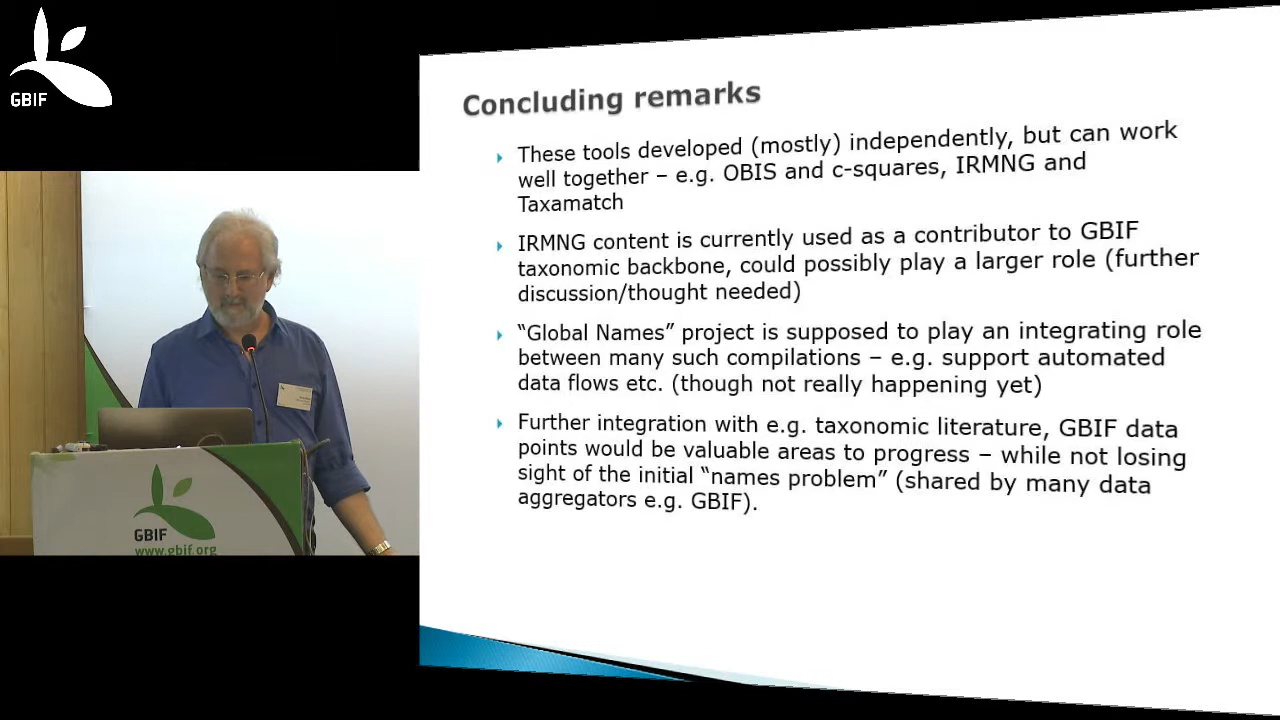 GBIF
Concluding remarks
These tools developed (mostly) independently, but can work
well together – e.g. OBIS and c-squares, IRMNG and
Taxamatch
IRMNG content is currently used as a contributor to GBIF
taxonomic backbone, could possibly play a larger role (further
discussion/thought needed)
“Global Names” project is supposed to play an integrating role
between many such compilations – e.g. support automated
data flows etc. (though not really happening yet)
Further integration with e.g. taxonomic literature, GBIF data
points would be valuable areas to progress – while not losing
sight of the initial “names problem” (shared by many data
aggregators e.g. GBIF).
GBIF
www.gbif.org